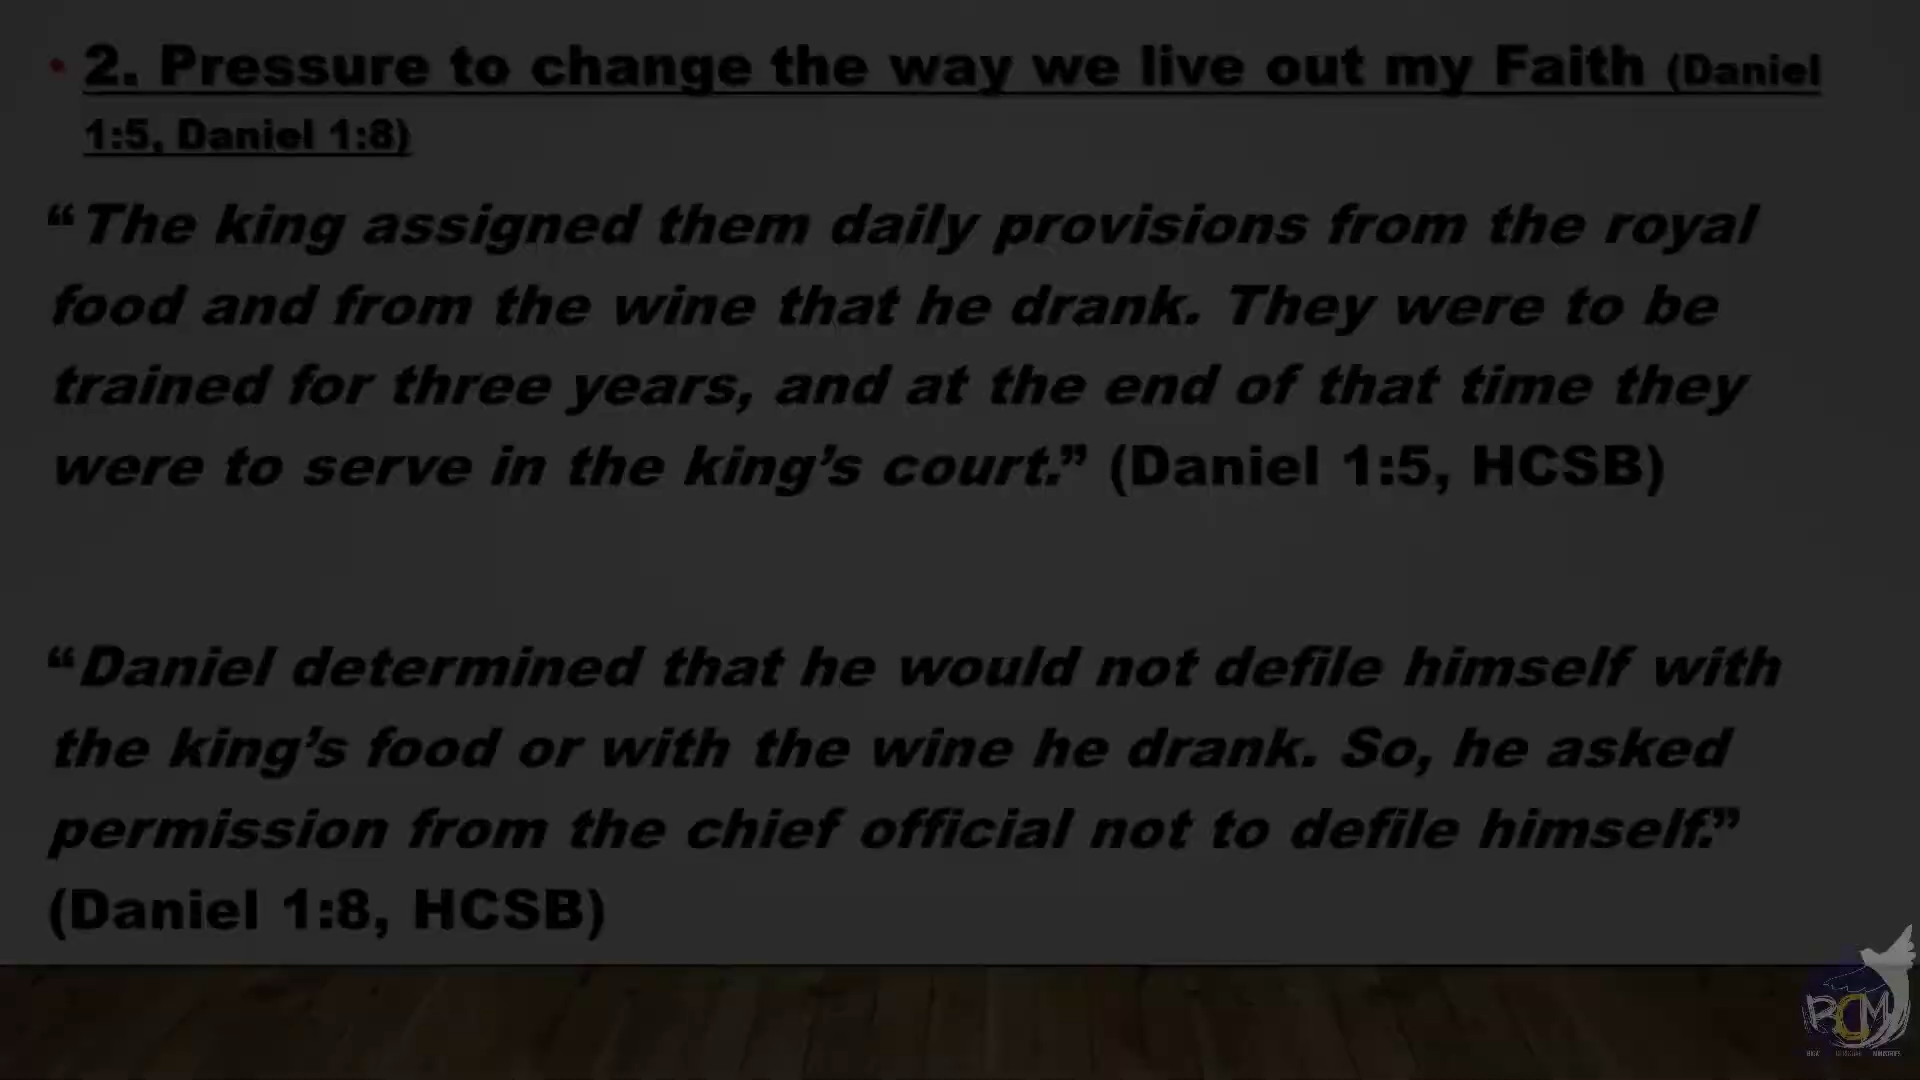 • 2. Pressure to change the way we live out my Faith (Daniel
1:5, Daniel 1:8)
“The king assigned them daily provisions from the royal
food and from the wine that he drank. They were to be
trained for three years, and at the end of that time they
were to serve in the king’s court.” (Daniel 1:5, HCSB)
“Daniel determined that he would not defile himself with
the king’s food or with the wine he drank. So, he asked
permission from the chief official not to defile himself.”
(Daniel 1:8, HCSB)
RCM
MINISTRIES